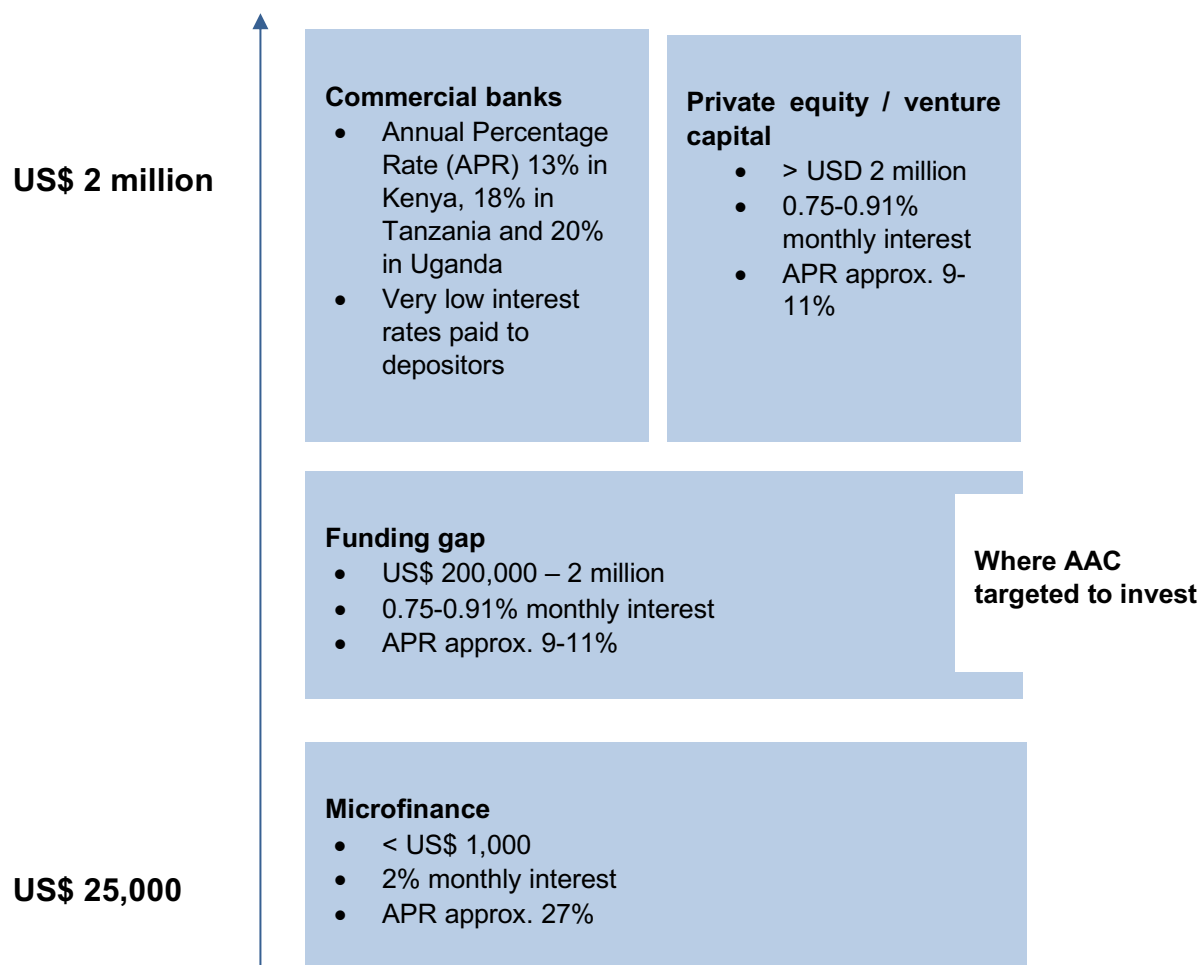 US$ 2 million
Commercial banks
• Annual Percentage
Rate (APR) 13% in
Kenya, 18% in
Tanzania and 20%
in Uganda
• Very low interest
rates paid to
depositors
Private equity / venture
capital
• > USD 2 million
• 0.75-0.91%
monthly interest
• APR approx. 9-
11%
Funding gap
• US$ 200,000 – 2 million
• 0.75-0.91% monthly interest
• APR approx. 9-11%
Where AAC
targeted to invest
Microfinance
• < US$ 1,000
• 2% monthly interest
• APR approx. 27%
US$ 25,000